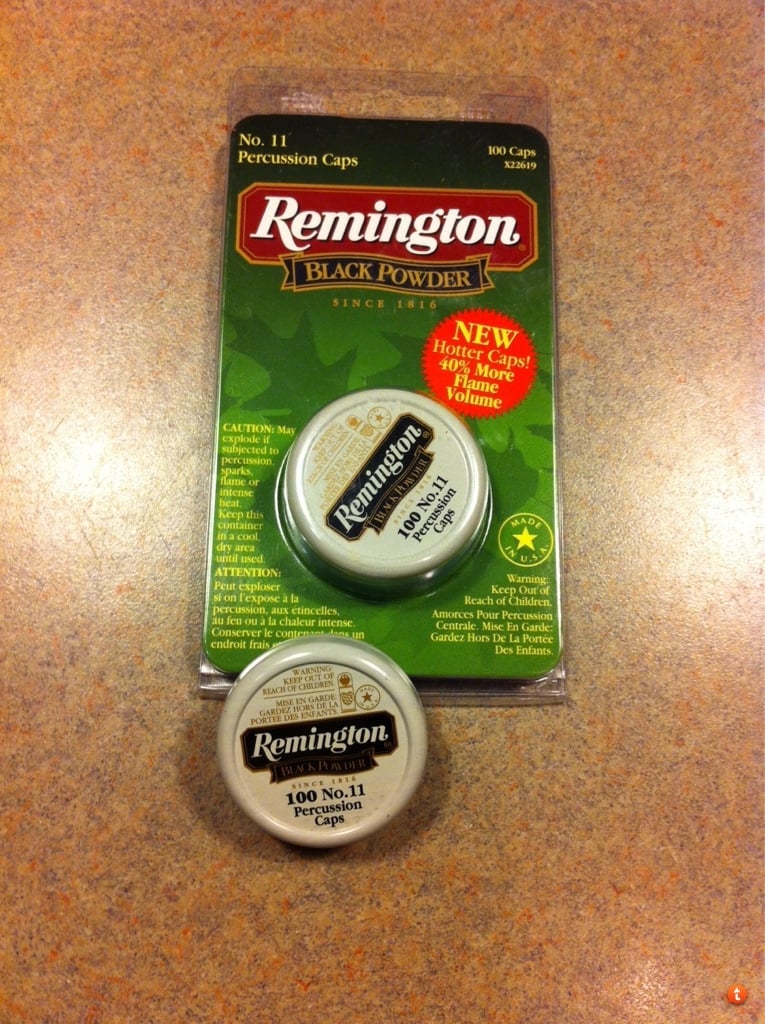 No. 11
Percussion Caps
100 Caps
X22619
Remington
BLACK POWDER
SINCE 1816
NEW
Hotter Caps!
40% More
Flame
Volume
CAUTION: May
explode if
subjected to
percussion,
sparks,
flame or
intense
heat.
Keep this
container
in a cool,
dry area
until used.
ATTENTION:
Peut exploser
si on l'expose à la
percussion, aux étincelles,
au feu ou à la chaleur intense.
Conserver le contenant dans un
endroit frais
Remington
BLACK POWDER
SINCE 1816
100 No.11
Percussion
Caps
MADE
IN U.S.A.
Warning:
Keep Out of
Reach of Children.
Amorces Pour Percussion
Centrale. Mise En Garde:
Gardez Hors De La Portée
Des Enfants.
WARNING:
KEEP OUT OF
REACH OF CHILDREN.
MISE EN GARDE:
GARDEZ HORS DE LA
PORTEE DES ENFANTS.
MADE
Remington
BLACK POWDER
SINCE 1816
100 No.11
Percussion
Caps
t